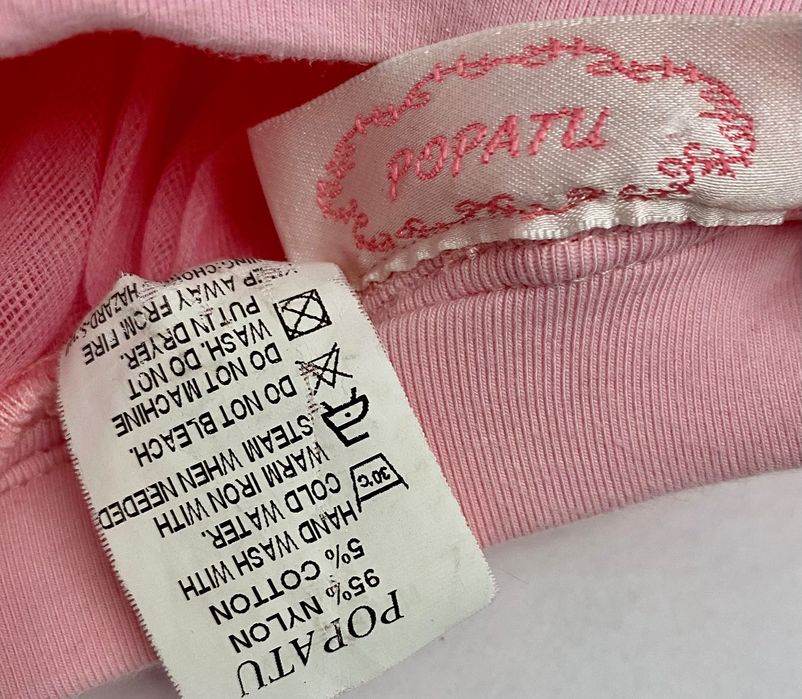 POPATU
POPATU
95% NYLON
5% COTTON
HAND WASH WITH
COLD WATER.
30°C
WARM IRON WITH
STEAM WHEN NEEDED
DO NOT BLEACH.
DO NOT MACHINE
WASH, DO NOT
PUT IN DRYER.
KEEP AWAY FROM FIRE